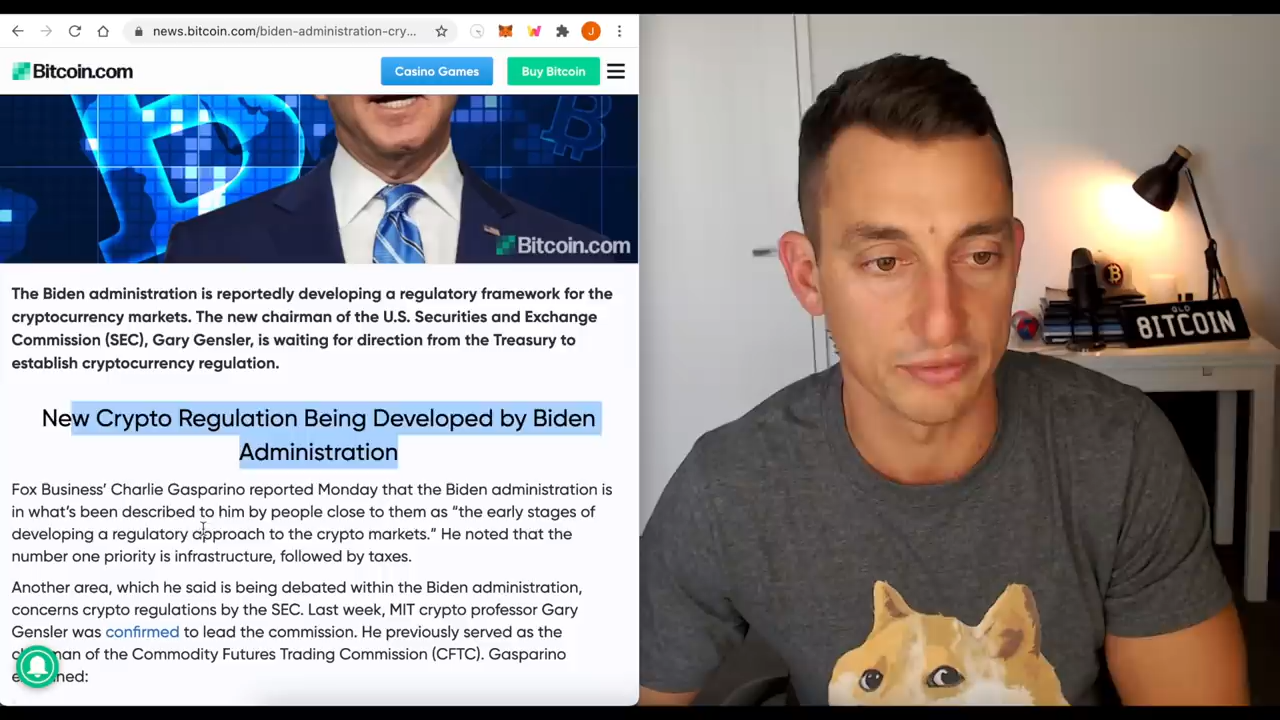 news.bitcoin.com/biden-administration-cry...
J
Bitcoin.com
Casino Games
Buy Bitcoin
Bitcoin.com
The Biden administration is reportedly developing a regulatory framework for the
cryptocurrency markets. The new chairman of the U.S. Securities and Exchange
Commission (SEC), Gary Gensler, is waiting for direction from the Treasury to
establish cryptocurrency regulation.
New Crypto Regulation Being Developed by Biden
Administration
Fox Business’ Charlie Gasparino reported Monday that the Biden administration is
in what’s been described to him by people close to them as “the early stages of
developing a regulatory approach to the crypto markets.” He noted that the
number one priority is infrastructure, followed by taxes.
Another area, which he said is being debated within the Biden administration,
concerns crypto regulations by the SEC. Last week, MIT crypto professor Gary
Gensler was confirmed to lead the commission. He previously served as the
of the Commodity Futures Trading Commission (CFTC). Gasparino
QLD
8ITCOIN